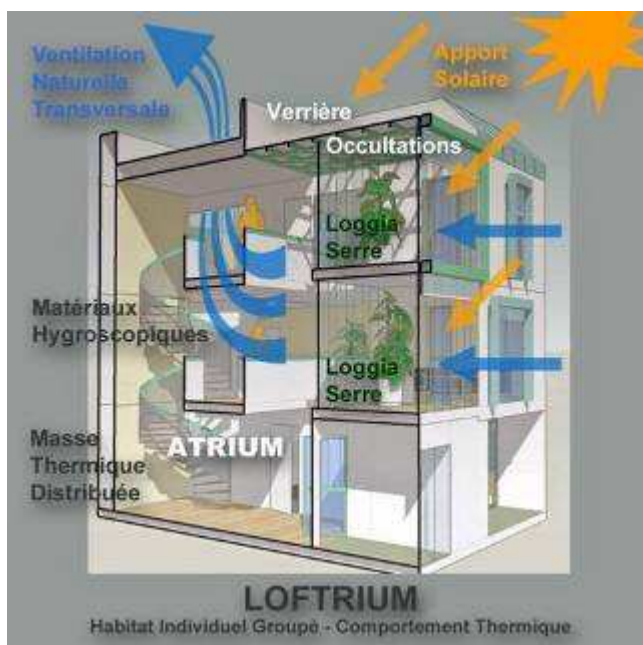 Ventilation
Naturelle
Transversale
Apport
Solaire
Verrière
Occultations
Loggia
Serre
Matériaux
Hygroscopiques
Loggia
Serre
ATRIUM
Masse
Thermique
Distribuée
LOFTRIUM
Habitat Individuel Groupé - Comportement Thermique